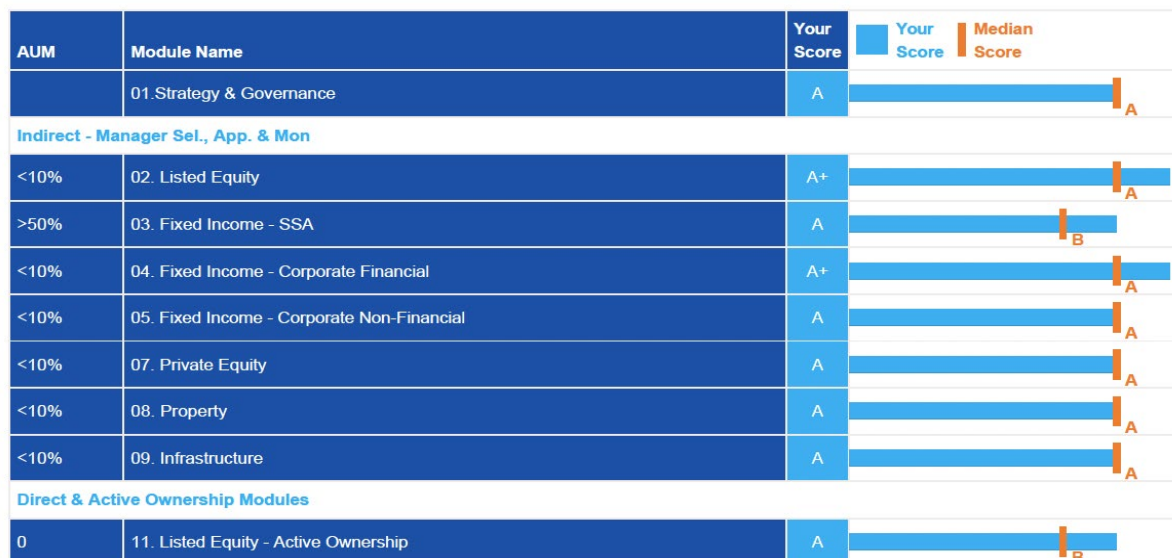 AUM Module Name Your Score Your Score Median Score
01.Strategy & Governance A A
Indirect - Manager Sel., App. & Mon
<10% 02. Listed Equity A+ A
>50% 03. Fixed Income - SSA A B
<10% 04. Fixed Income - Corporate Financial A+ A
<10% 05. Fixed Income - Corporate Non-Financial A A
<10% 07. Private Equity A A
<10% 08. Property A A
<10% 09. Infrastructure A A
Direct & Active Ownership Modules
0 11. Listed Equity - Active Ownership A B